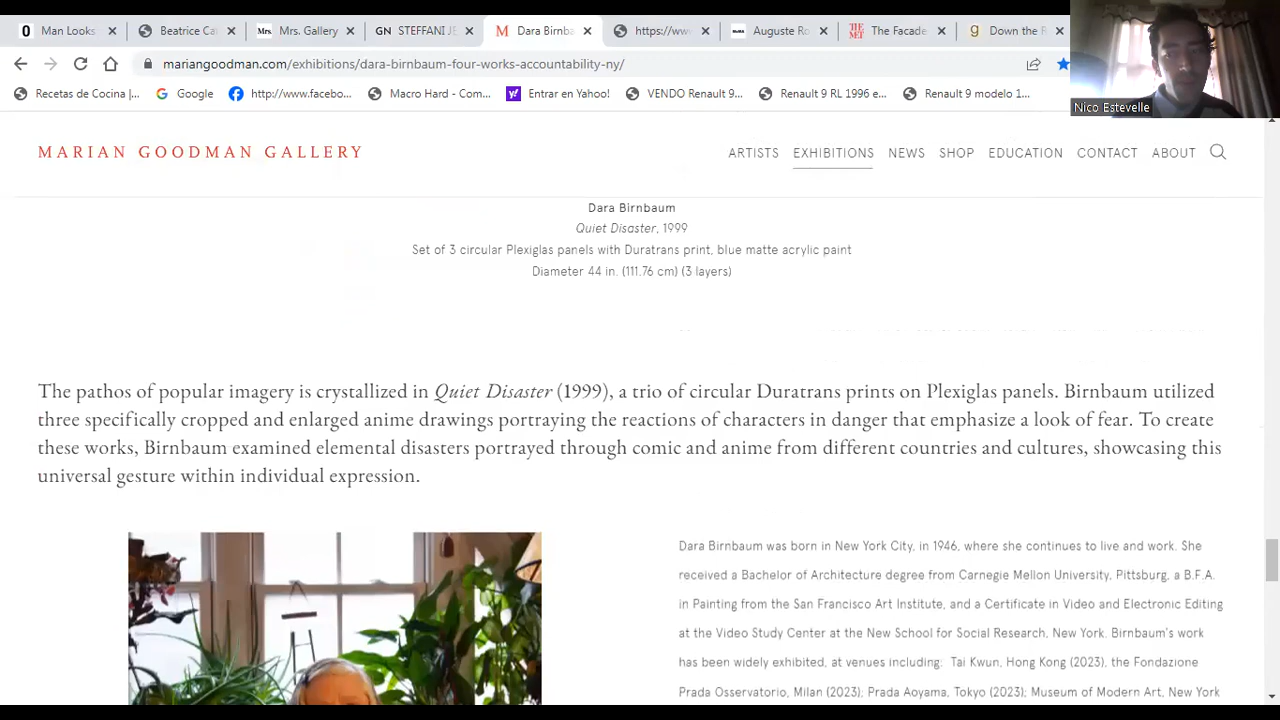 Man Looks
Beatrice Ca
Mrs. Gallery
GN STEFFANI JE
Dara Birnba
https://www
Auguste Ro
The Facade
Down the R
mariangoodman.com/exhibitions/dara-birnbaum-four-works-accountability-ny/
Recetas de Cocina |...
Google
http://www.facebo...
Macro Hard - Com...
Entrar en Yahoo!
VENDO Renault 9...
Renault 9 RL 1996 e...
Renault 9 modelo 1...
Nico Estevelle
MARIAN GOODMAN GALLERY
ARTISTS EXHIBITIONS NEWS SHOP EDUCATION CONTACT ABOUT
Dara Birnbaum
Quiet Disaster, 1999
Set of 3 circular Plexiglas panels with Duratrans print, blue matte acrylic paint
Diameter 44 in. (111.76 cm) (3 layers)
The pathos of popular imagery is crystallized in Quiet Disaster (1999), a trio of circular Duratrans prints on Plexiglas panels. Birnbaum utilized
three specifically cropped and enlarged anime drawings portraying the reactions of characters in danger that emphasize a look of fear. To create
these works, Birnbaum examined elemental disasters portrayed through comic and anime from different countries and cultures, showcasing this
universal gesture within individual expression.
Dara Birnbaum was born in New York City, in 1946, where she continues to live and work. She
received a Bachelor of Architecture degree from Carnegie Mellon University, Pittsburg, a B.F.A.
in Painting from the San Francisco Art Institute, and a Certificate in Video and Electronic Editing
at the Video Study Center at the New School for Social Research, New York. Birnbaum's work
has been widely exhibited, at venues including: Tai Kwun, Hong Kong (2023), the Fondazione
Prada Osservatorio, Milan (2023); Prada Aoyama, Tokyo (2023); Museum of Modern Art, New York